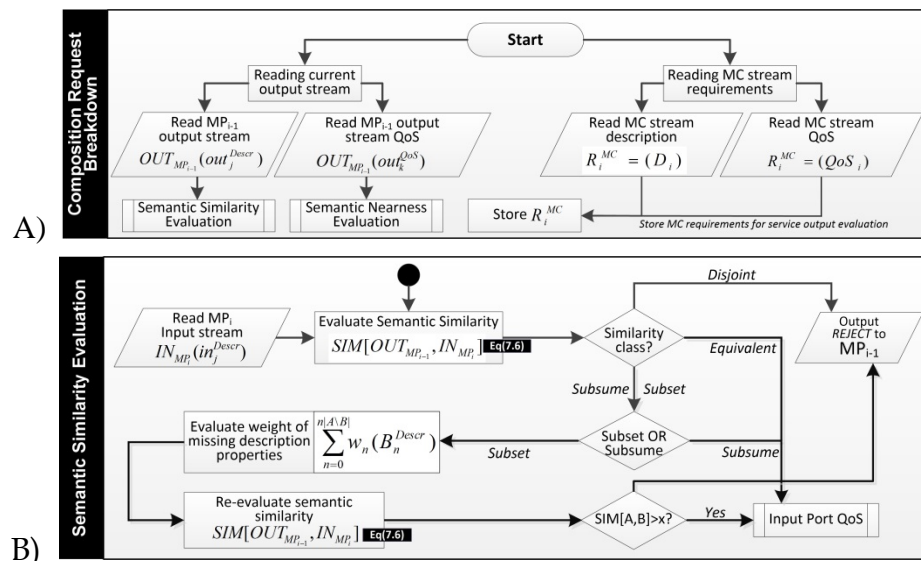 A)
Composition Request
Breakdown
Start
Reading current
output stream
Reading MC stream
requirements
Read MPi-1
output stream
OUT_{MP_{i-1}}(out_j^{Descr})
Read MPi-1 output
stream QoS
OUT_{MP_{i-1}}(out_k^{QoS})
Read MC stream
description
R_i^{MC} = (D_i)
Read MC stream
QoS
R_i^{MC} = (QoS_i)
Semantic Similarity
Evaluation
Semantic Nearness
Evaluation
Store R_i^{MC}
Store MC requirements for service output evaluation
B)
Semantic Similarity Evaluation
Read MPi
Input stream
IN_{MP_i}(in_j^{Descr})
Evaluate Semantic Similarity
SIM[OUT_{MP_{i-1}}, IN_{MP_i}] Eq(7.6)
Similarity
class?
Disjoint
Equivalent
Output
REJECT to
MPi-1
Subsume
Subset
Evaluate weight of
missing description
properties
\sum_{n=0}^{n|A\setminus B|} w_n(B_n^{Descr})
Subset
Subset OR
Subsume
Subsume
Re-evaluate semantic
similarity
SIM[OUT_{MP_{i-1}}, IN_{MP_i}] Eq(7.6)
SIM[A,B]>x?
Yes
Input Port QoS